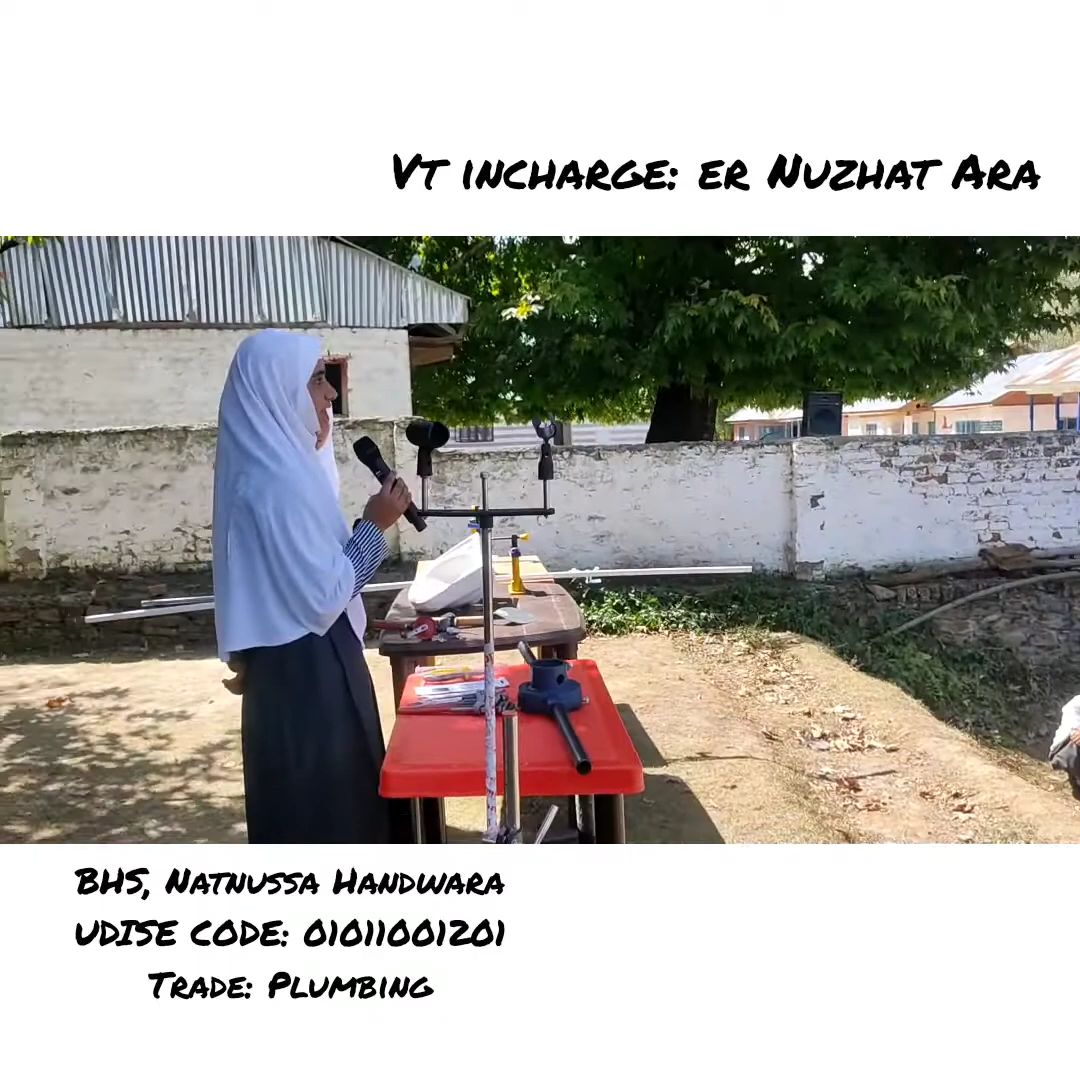 Vt incharge: er Nuzhat Ara
BHS, Natnussa Handwara
UDISE CODE: 01011001201
Trade: Plumbing